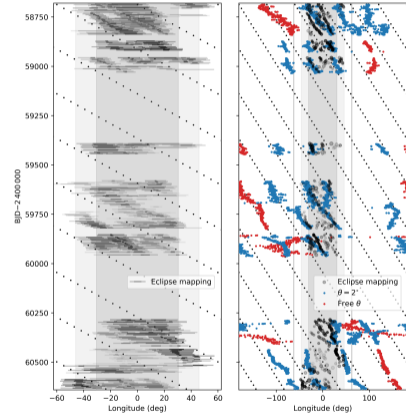 58750
59000
59250
59500
59750
60000
60250
60500
BJD−2 400 000
−60 −40 −20 0 20 40 60
Longitude (deg)
Eclipse mapping
−100 0 100
Longitude (deg)
Eclipse mapping
θ = 2°
Free θ